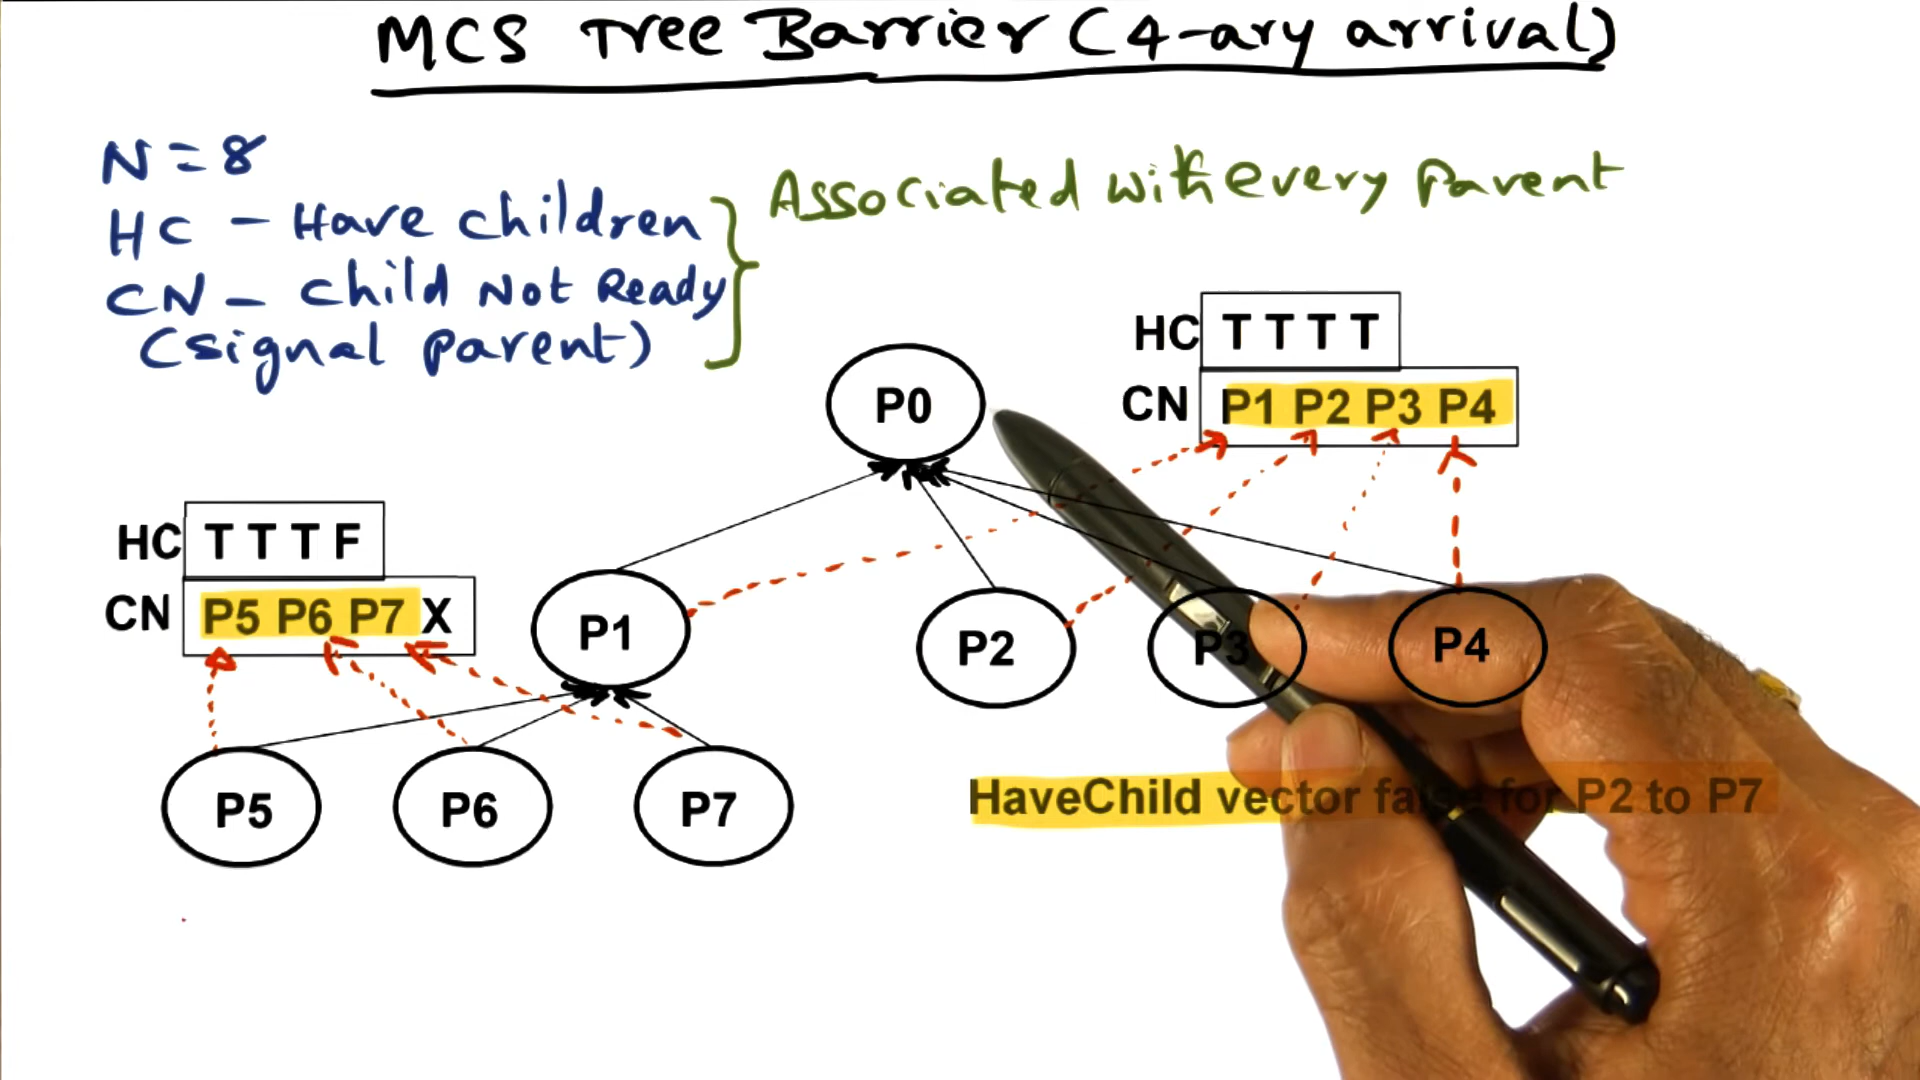 MCS Tree Barrier (4-ary arrival)
N = 8
HC - Have children
CN - Child Not Ready
(signal parent)
Associated with every Parent
HC T T T T
CN P1 P2 P3 P4
P0
HC T T T F
CN P5 P6 P7 X
P1
P2
P3
P4
P5
P6
P7
HaveChild vector false for P2 to P7